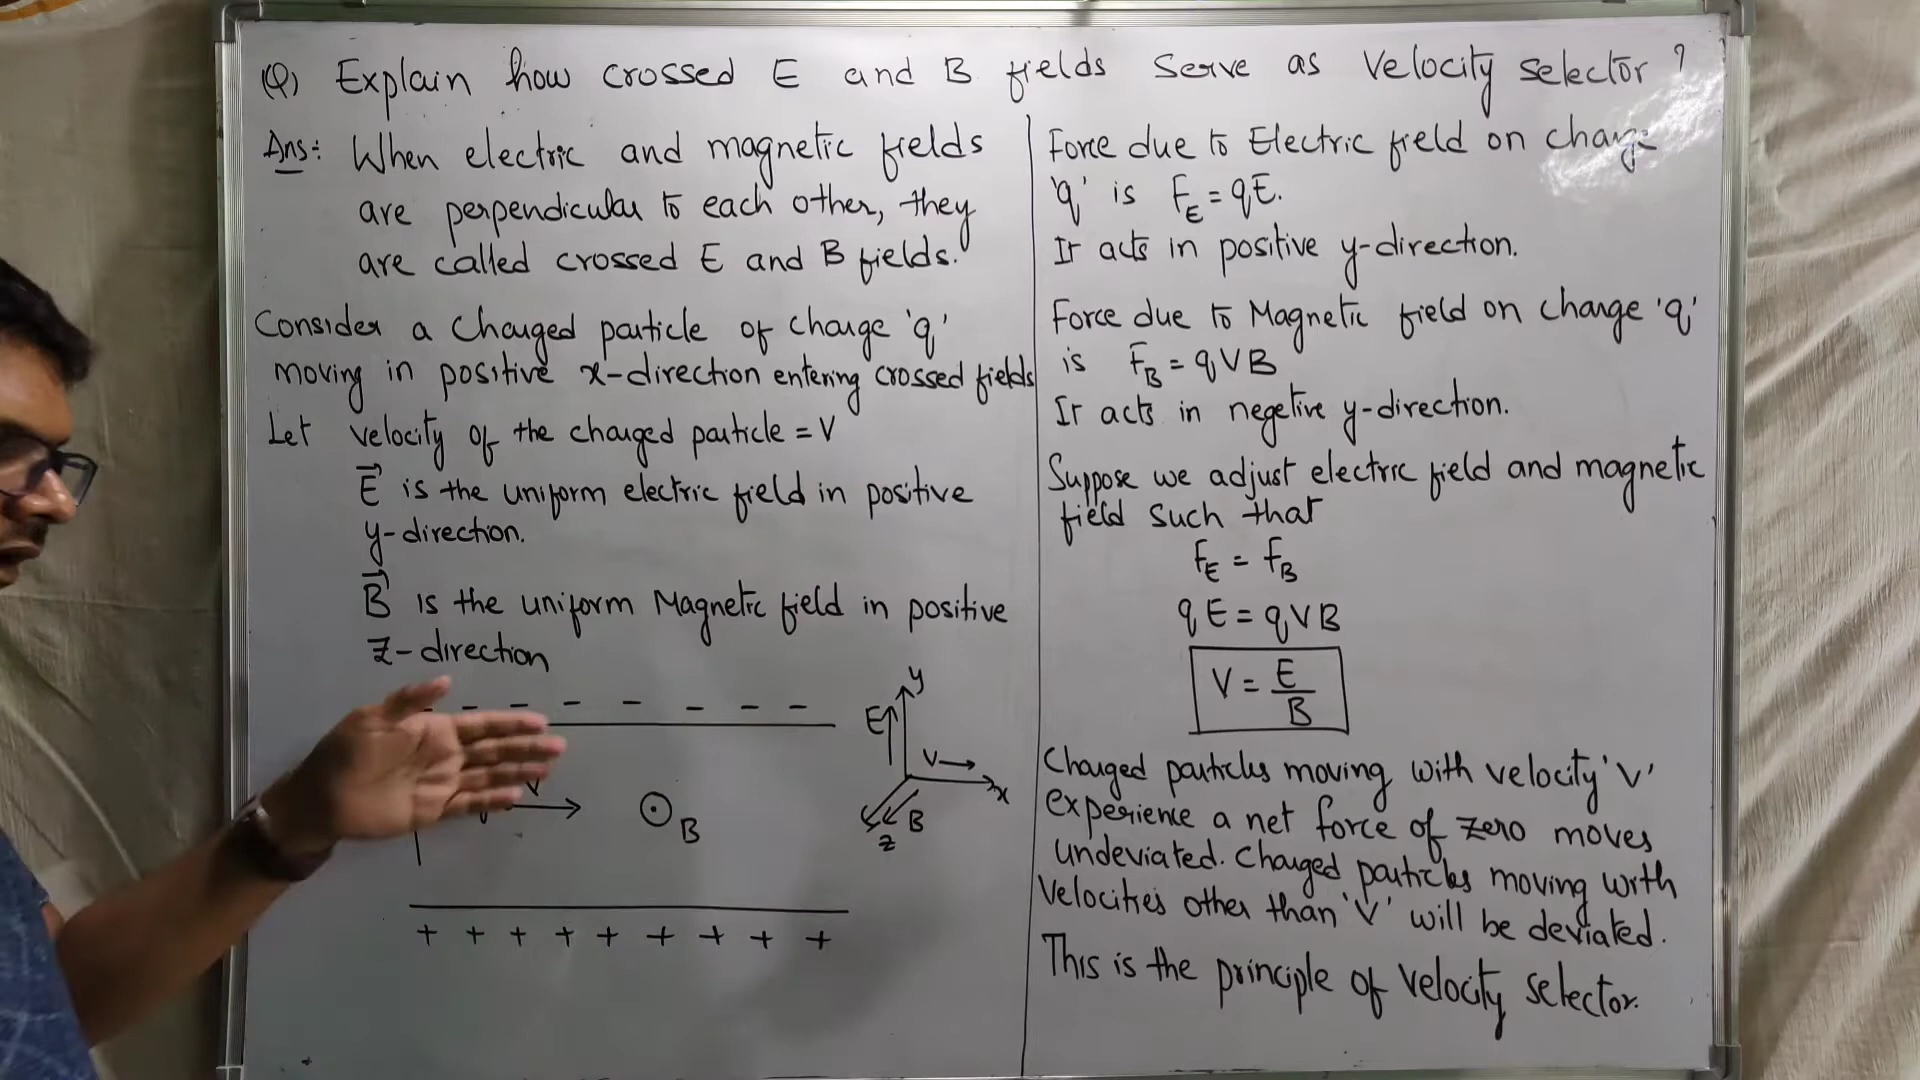 Q) Explain how crossed E and B fields serve as Velocity selector ?
Ans: When electric and magnetic fields
are perpendicular to each other, they
are called crossed E and B fields.
Consider a charged particle of charge 'q'
moving in positive x-direction entering crossed fields
Let velocity of the charged particle = V
E⃗ is the uniform electric field in positive
y-direction.
B⃗ is the uniform Magnetic field in positive
z-direction
- - - - - - - -
V
B
+ + + + + + + + +
y
E
V
x
B
z
Force due to Electric field on charge
'q' is F_E = qE.
It acts in positive y-direction.
Force due to Magnetic field on charge 'q'
is F_B = qVB
It acts in negetive y-direction.
Suppose we adjust electric field and magnetic
field such that
F_E = F_B
qE = qVB
V = E/B
Charged particles moving with velocity 'V'
experience a net force of zero moves
undeviated. Charged particles moving with
velocities other than 'V' will be deviated.
This is the principle of velocity selector.